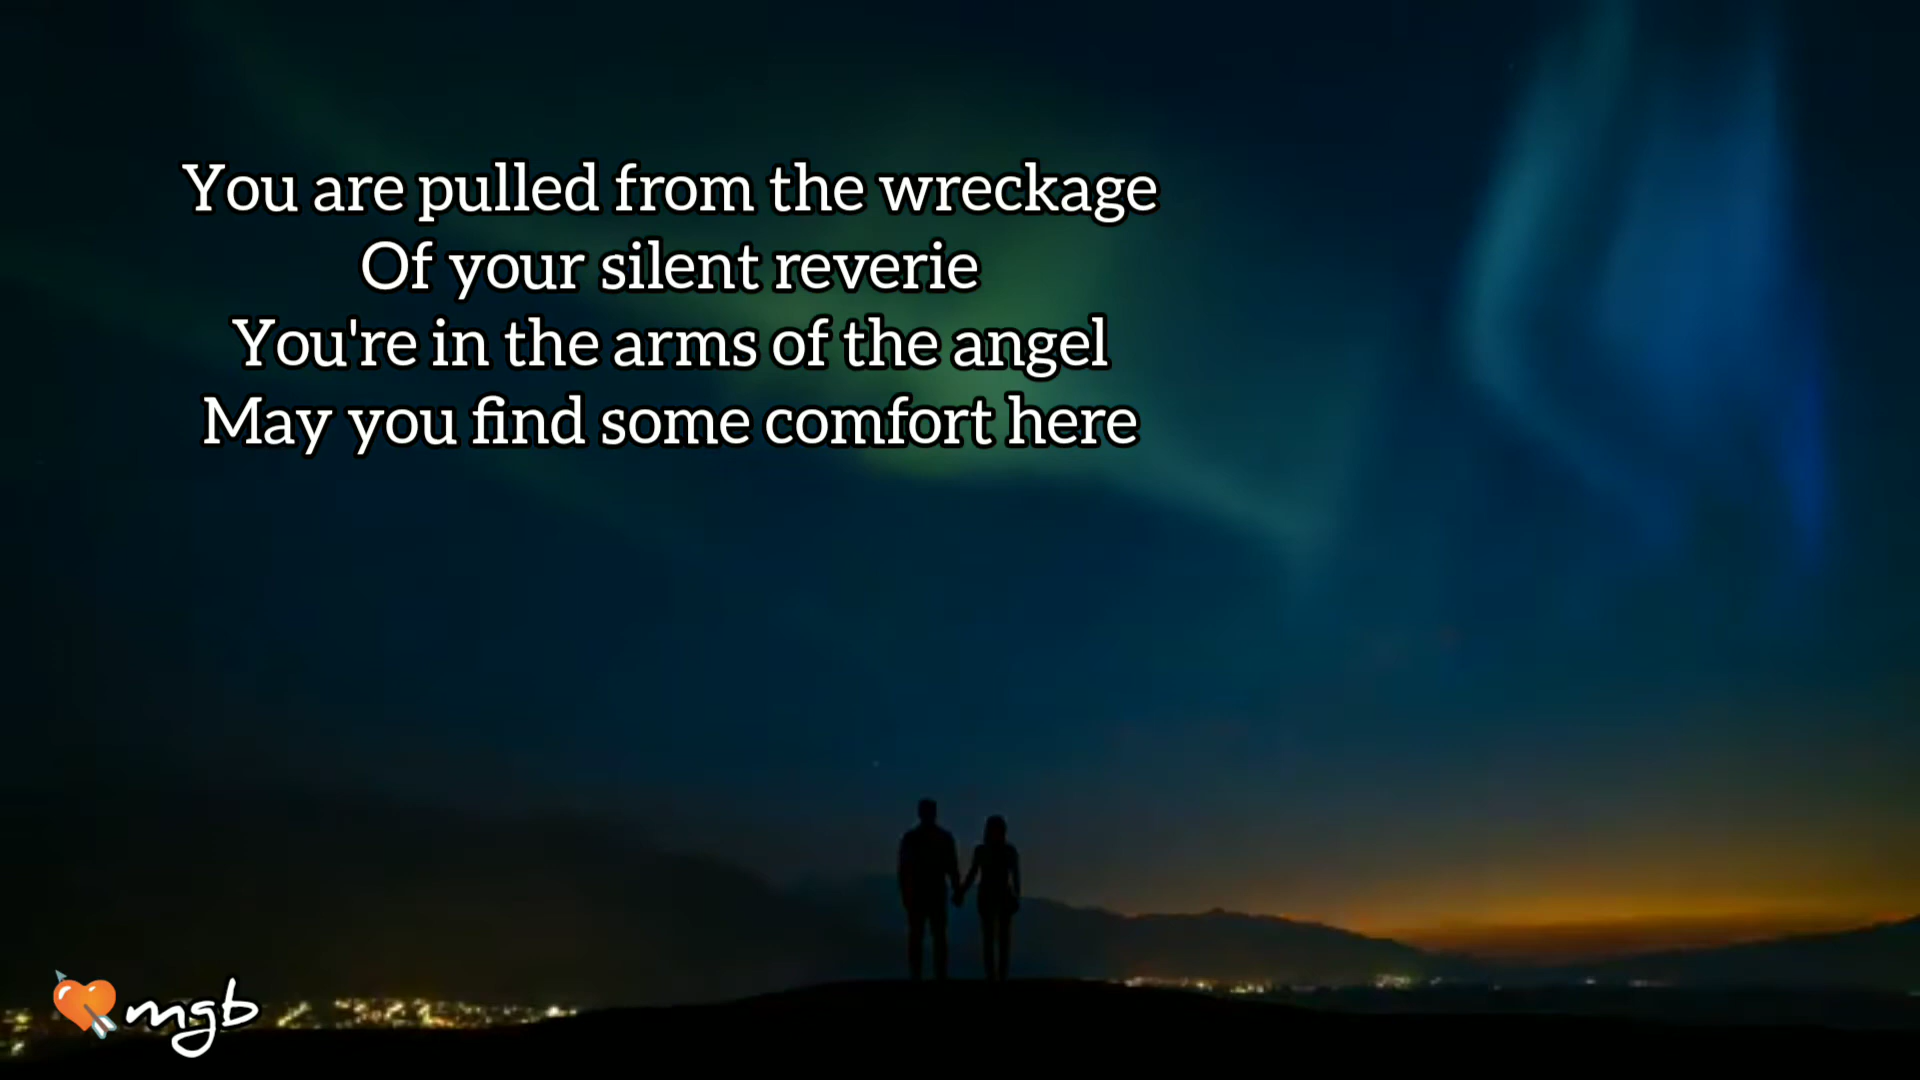 You are pulled from the wreckage
Of your silent reverie
You're in the arms of the angel
May you find some comfort here
mgb